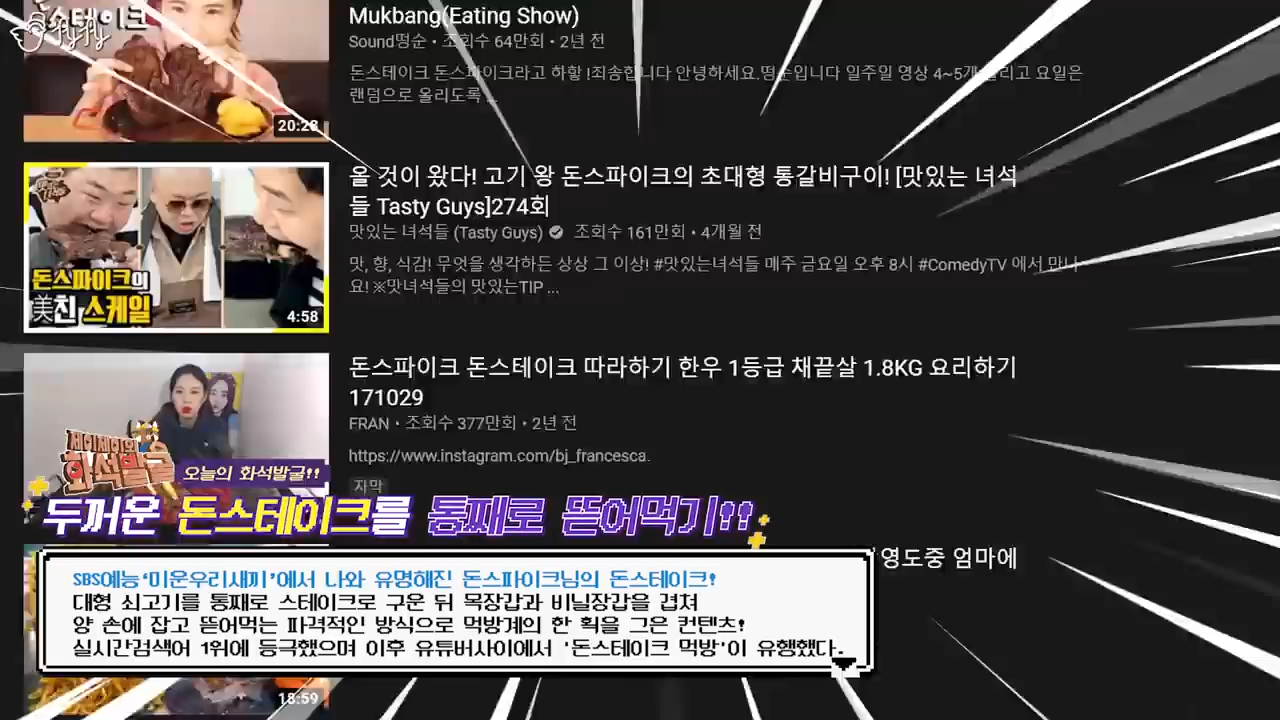 스테이크
Mukbang(Eating Show)
Sound떵순 • 조회수 64만회 • 2년 전
돈스테이크 돈스파이크라고 하할 !죄송합니다 안녕하세요.떵순입니다 일주일 영상 4~5개 올리고 요일은
랜덤으로 올리도록 ...
20:28
올 것이 왔다! 고기 왕 돈스파이크의 초대형 통갈비구이! [맛있는 녀석
들 Tasty Guys]274회
맛있는 녀석들 (Tasty Guys) 조회수 161만회 • 4개월 전
맛, 향, 식감! 무엇을 생각하든 상상 그 이상! #맛있는녀석들 매주 금요일 오후 8시 #ComedyTV 에서 만나
요! ※맛녀석들의 맛있는TIP ...
돈스파이크의
美친 스케일
4:58
돈스파이크 돈스테이크 따라하기 한우 1등급 채끝살 1.8KG 요리하기
171029
FRAN • 조회수 377만회 • 2년 전
https://www.instagram.com/bj_francesca.
자막
제이제이의
화석발굴
오늘의 화석발굴!!
두꺼운 돈스테이크를 통째로 뜯어먹기!!
영도중 엄마에
SBS예능'미운우리새끼'에서 나와 유명해진 돈스파이크님의 돈스테이크!
대형 쇠고기를 통째로 스테이크로 구운 뒤 목장갑과 비닐장갑을 겹쳐
양 손에 잡고 뜯어먹는 파격적인 방식으로 먹방계의 한 획을 그은 컨텐츠!
실시간검색어 1위에 등극했으며 이후 유튜버사이에서 '돈스테이크 먹방'이 유행했다.
18:59